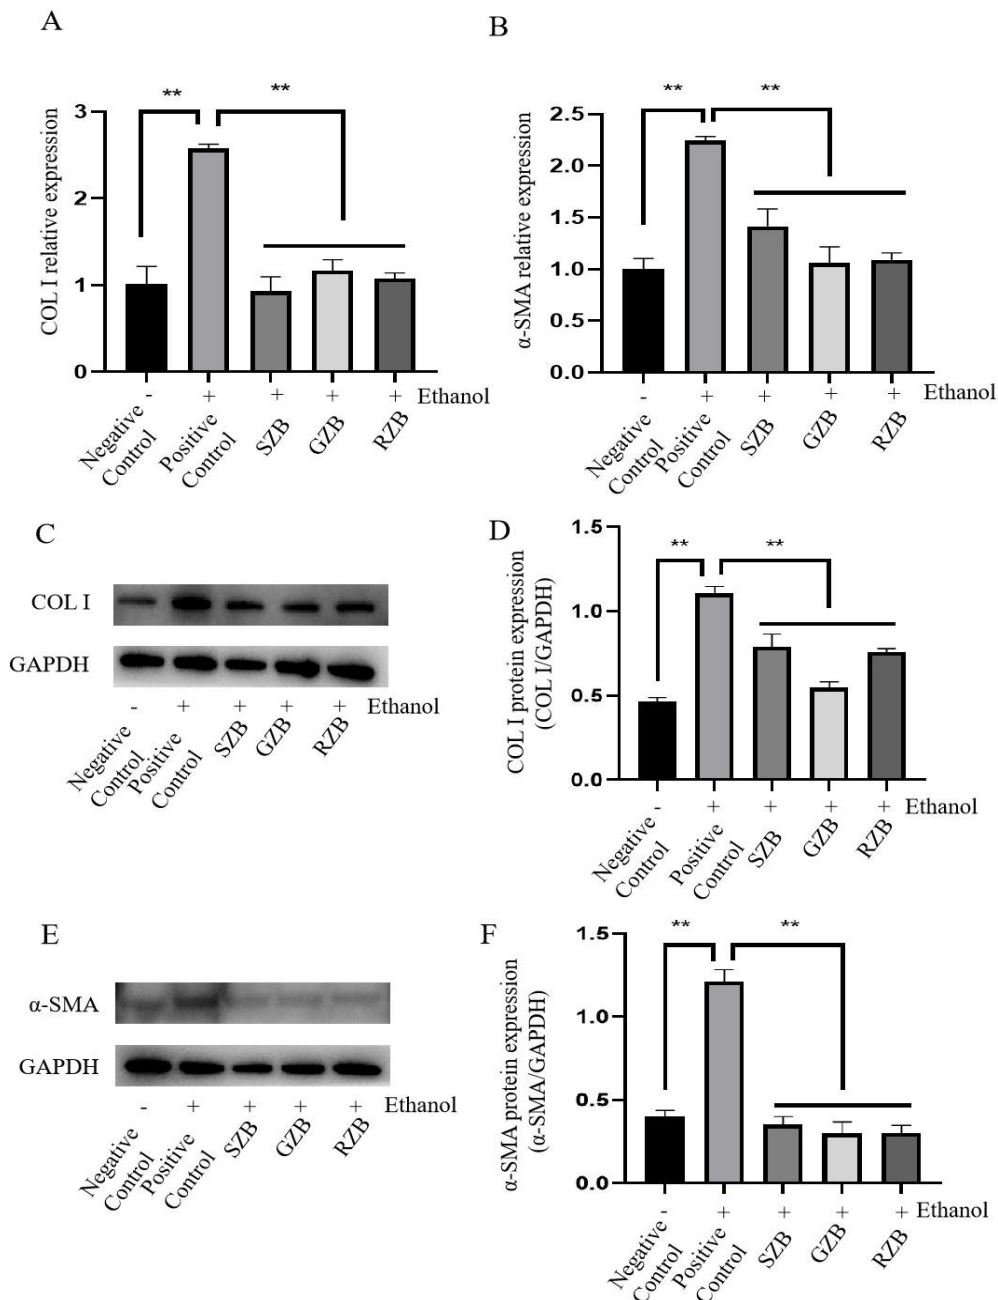 A
COL I relative expression
3
2
1
0
**
**
- + + + + Ethanol
Negative
Control
Positive
Control
SZB
GZB
RZB
B
α-SMA relative expression
2.5
2.0
1.5
1.0
0.5
0.0
**
**
- + + + + Ethanol
Negative
Control
Positive
Control
SZB
GZB
RZB
C
COL I
GAPDH
- + + + + Ethanol
Negative
Control
Positive
Control
SZB
GZB
RZB
D
COL I protein expression
(COL I/GAPDH)
1.5
1.0
0.5
0.0
**
**
- + + + + Ethanol
Negative
Control
Positive
Control
SZB
GZB
RZB
E
α-SMA
GAPDH
- + + + + Ethanol
Negative
Control
Positive
Control
SZB
GZB
RZB
F
α-SMA protein expression
(α-SMA/GAPDH)
1.5
1.0
0.5
0.0
**
**
- + + + + Ethanol
Negative
Control
Positive
Control
SZB
GZB
RZB